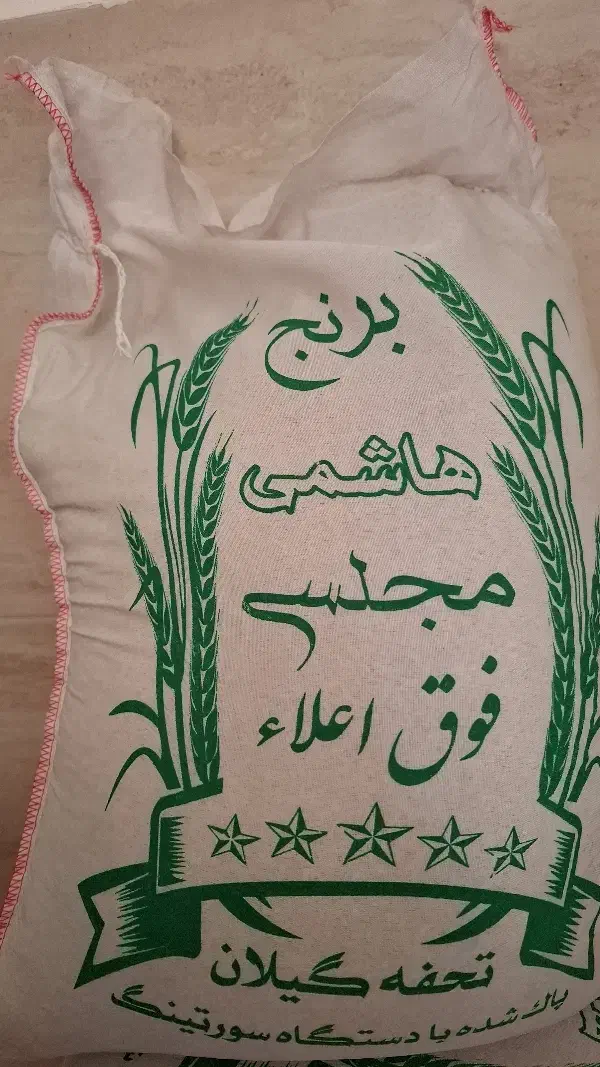 برنج
هاشمی
مجلسی
فوق اعلاء
تحفه گیلان
پاک شده با دستگاه سورتینگ